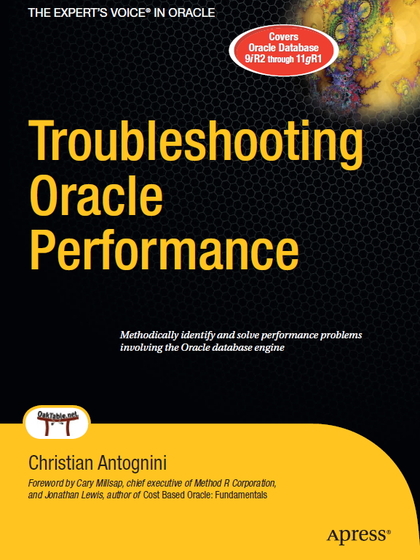 THE EXPERT'S VOICE® IN ORACLE
Covers
Oracle Database
9/R2 through 11gR1
Troubleshooting
Oracle
Performance
Methodically identify and solve performance problems
involving the Oracle database engine
OakTable.net
Christian Antognini
Foreword by Cary Millsap, chief executive of Method R Corporation,
and Jonathan Lewis, author of Cost Based Oracle: Fundamentals
Apress®